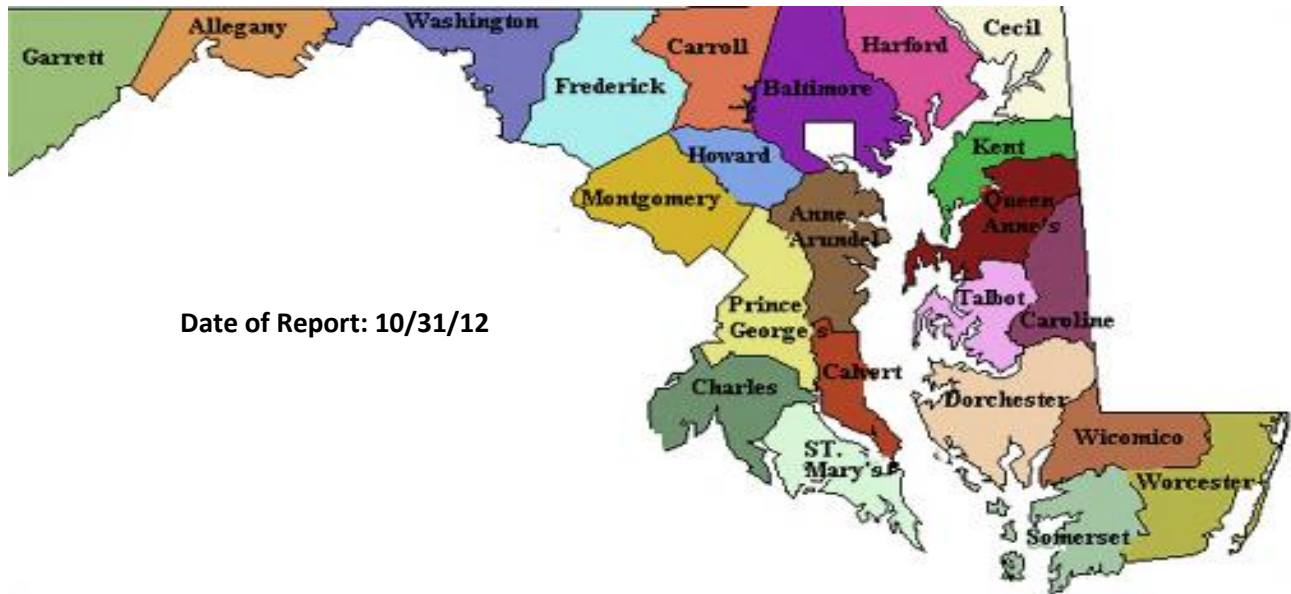 Garrett
Allegany
Washington
Frederick
Carroll
Baltimore
Harford
Cecil
Howard
Montgomery
Kent
Queen
Anne's
Anne
Arundel
Prince
George's
Talbot
Caroline
Date of Report: 10/31/12
Charles
Calvert
Dorchester
ST.
Mary's
Wicomico
Worcester
Somerset